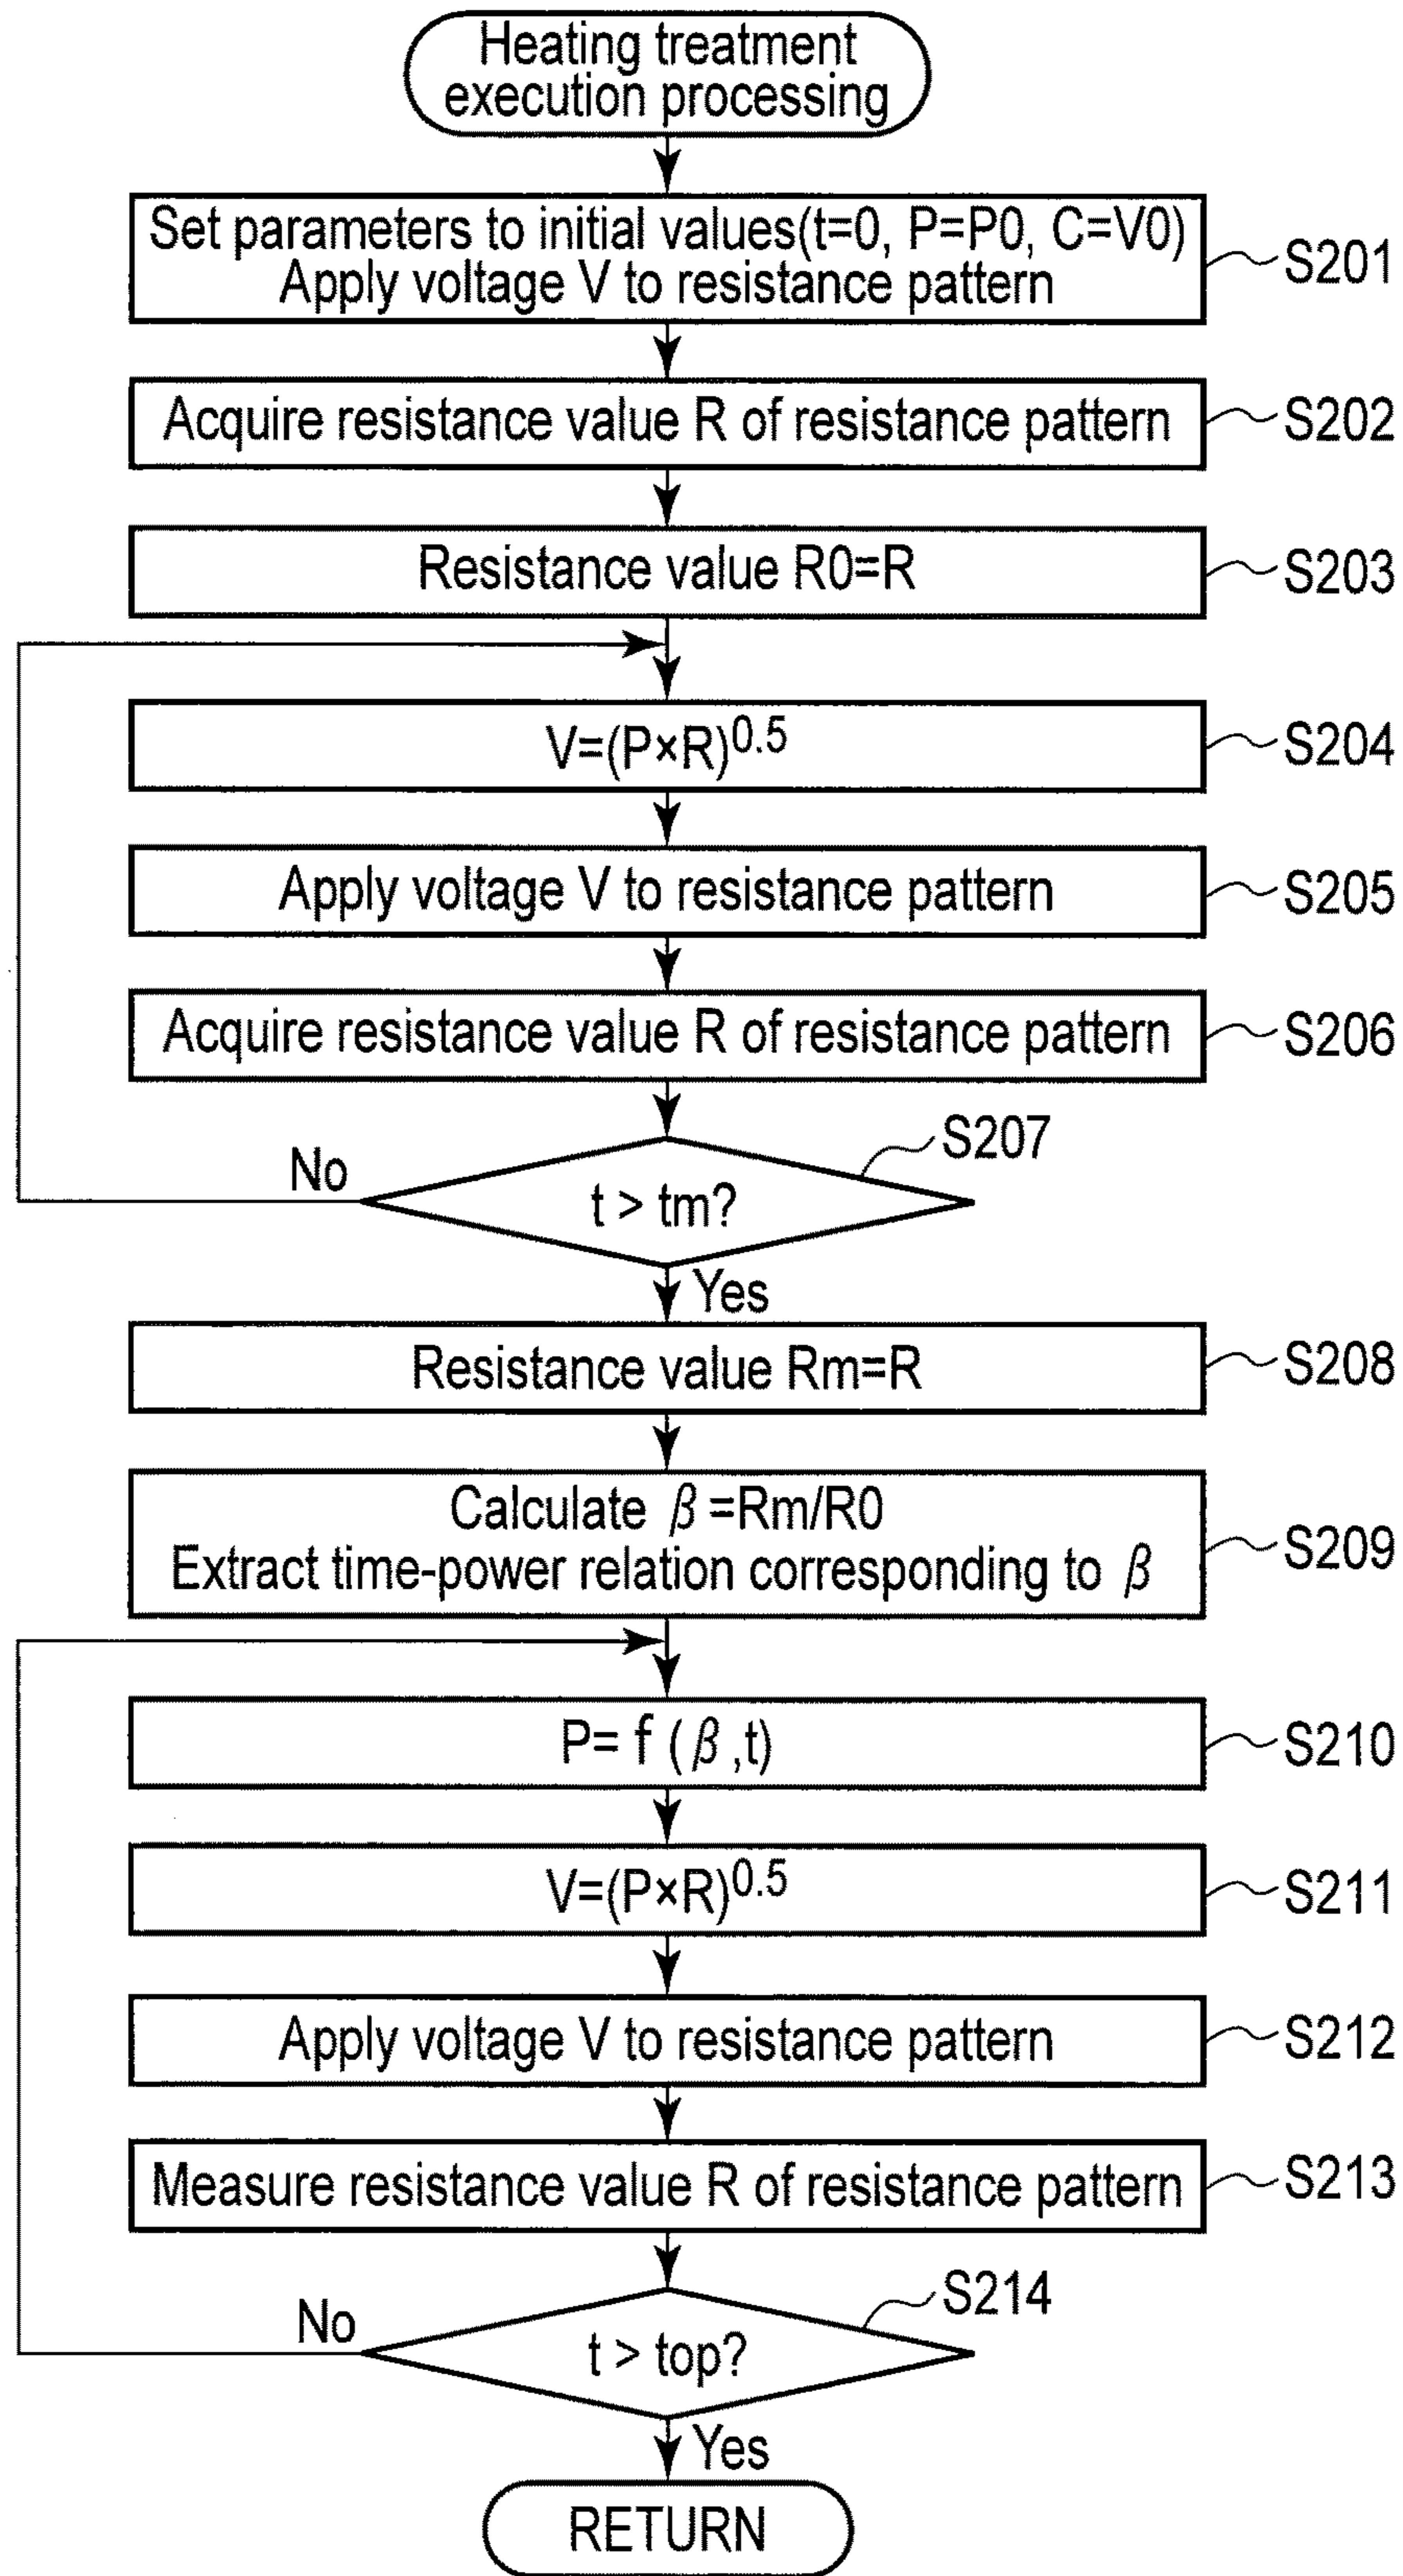 Heating treatment
execution processing
Set parameters to initial values(t=0, P=P0, C=V0)
Apply voltage V to resistance pattern
S201
Acquire resistance value R of resistance pattern
S202
Resistance value R0=R
S203
V=(P×R)^0.5
S204
Apply voltage V to resistance pattern
S205
Acquire resistance value R of resistance pattern
S206
S207
No
t > tm?
Yes
Resistance value Rm=R
S208
Calculate β=Rm/R0
Extract time-power relation corresponding to β
S209
P= f (β,t)
S210
V=(P×R)^0.5
S211
Apply voltage V to resistance pattern
S212
Measure resistance value R of resistance pattern
S213
S214
No
t > top?
Yes
RETURN